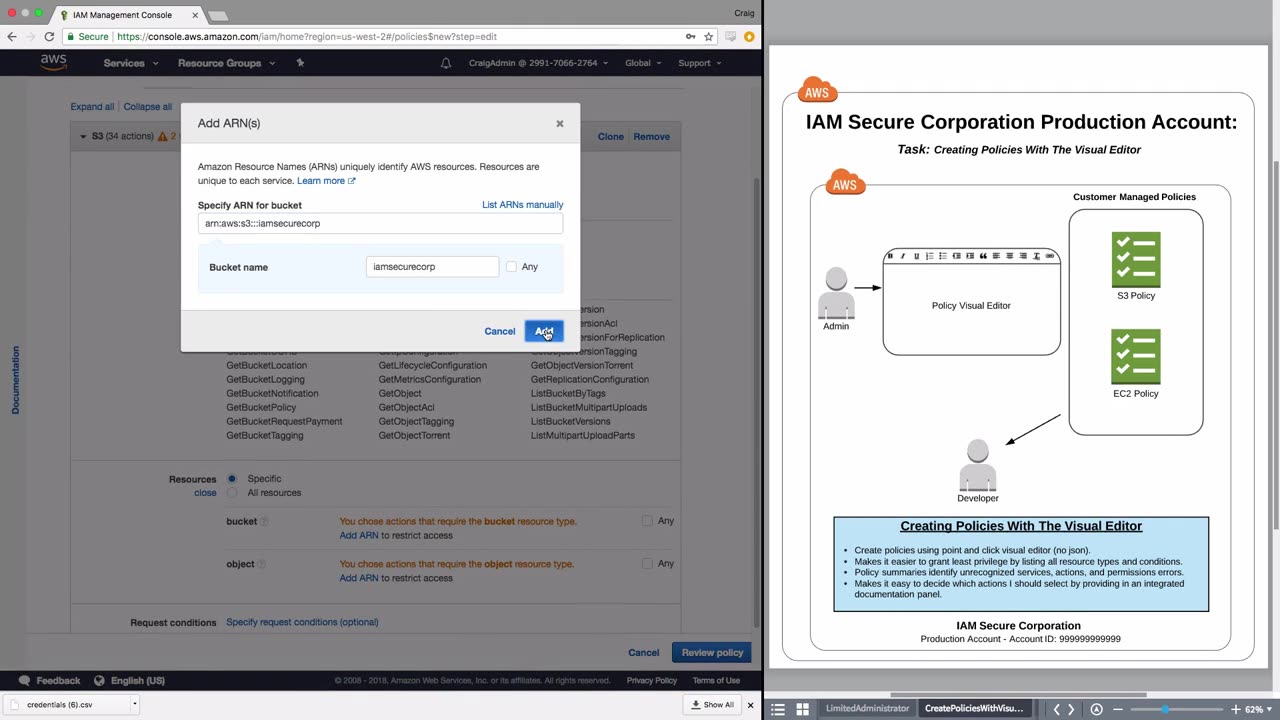 IAM Management Console
Craig
Secure | https://console.aws.amazon.com/iam/home?region=us-west-2#/policies$new?step=edit
aws
Services
Resource Groups
CraigAdmin @ 2991-7066-2764
Global
Support
Expand all | Collapse all
S3 (34 actions)
2
Clone
Remove
Add ARN(s)
Amazon Resource Names (ARNs) uniquely identify AWS resources. Resources are
unique to each service. Learn more
Specify ARN for bucket
List ARNs manually
arn:aws:s3:::iamsecurecorp
Bucket name
iamsecurecorp
Any
Cancel
Add
GetBucketLocation
GetLifecycleConfiguration
GetObjectVersionTorrent
GetBucketLogging
GetMetricsConfiguration
GetReplicationConfiguration
GetBucketNotification
GetObject
ListBucketByTags
GetBucketPolicy
GetObjectAcl
ListBucketMultipartUploads
GetBucketRequestPayment
GetObjectTagging
ListBucketVersions
GetBucketTagging
GetObjectTorrent
ListMultipartUploadParts
Documentation
Resources
close
Specific
All resources
bucket
You chose actions that require the bucket resource type.
Add ARN to restrict access
Any
object
You chose actions that require the object resource type.
Add ARN to restrict access
Any
Request conditions
Specify request conditions (optional)
Cancel
Review policy
Feedback
English (US)
© 2008 - 2018, Amazon Web Services, Inc. or its affiliates. All rights reserved.
Privacy Policy
Terms of Use
credentials (6).csv
Show All
AWS
IAM Secure Corporation Production Account:
Task: Creating Policies With The Visual Editor
AWS
Customer Managed Policies
Policy Visual Editor
Admin
S3 Policy
EC2 Policy
Developer
Creating Policies With The Visual Editor
• Create policies using point and click visual editor (no json).
• Makes it easier to grant least privilege by listing all resource types and conditions.
• Policy summaries identify unrecognized services, actions, and permissions errors.
• Makes it easy to decide which actions I should select by providing in an integrated
documentation panel.
IAM Secure Corporation
Production Account - Account ID: 999999999999
LimitedAdministrator
CreatePoliciesWithVisu...
62%